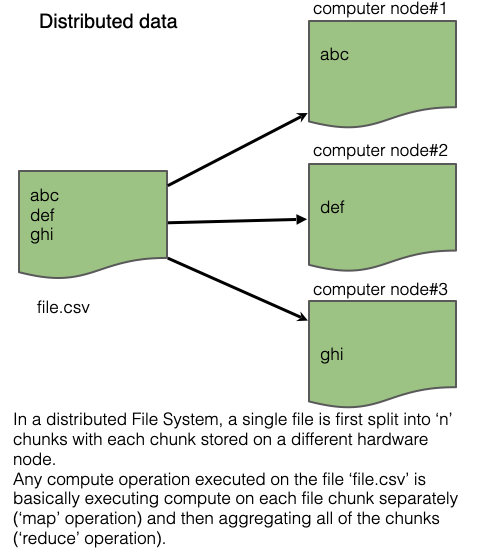 Distributed data
computer node#1
abc
computer node#2
abc
def
ghi
def
file.csv
computer node#3
ghi
In a distributed File System, a single file is first split into ‘n’
chunks with each chunk stored on a different hardware
node.
Any compute operation executed on the file ‘file.csv’ is
basically executing compute on each file chunk separately
(‘map’ operation) and then aggregating all of the chunks
(‘reduce’ operation).